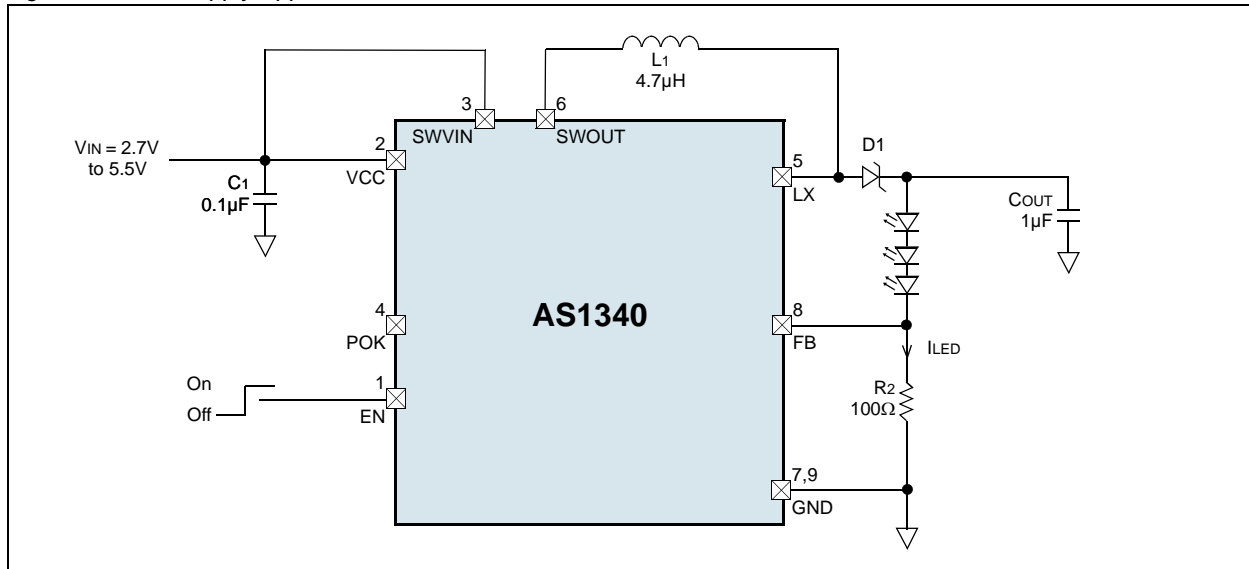 L1
4.7µH
3
6
SWVIN
SWOUT
VIN = 2.7V
to 5.5V
2
VCC
5
LX
D1
C1
0.1µF
COUT
1µF
AS1340
4
POK
8
FB
ILED
On
Off
1
EN
R2
100Ω
7,9
GND